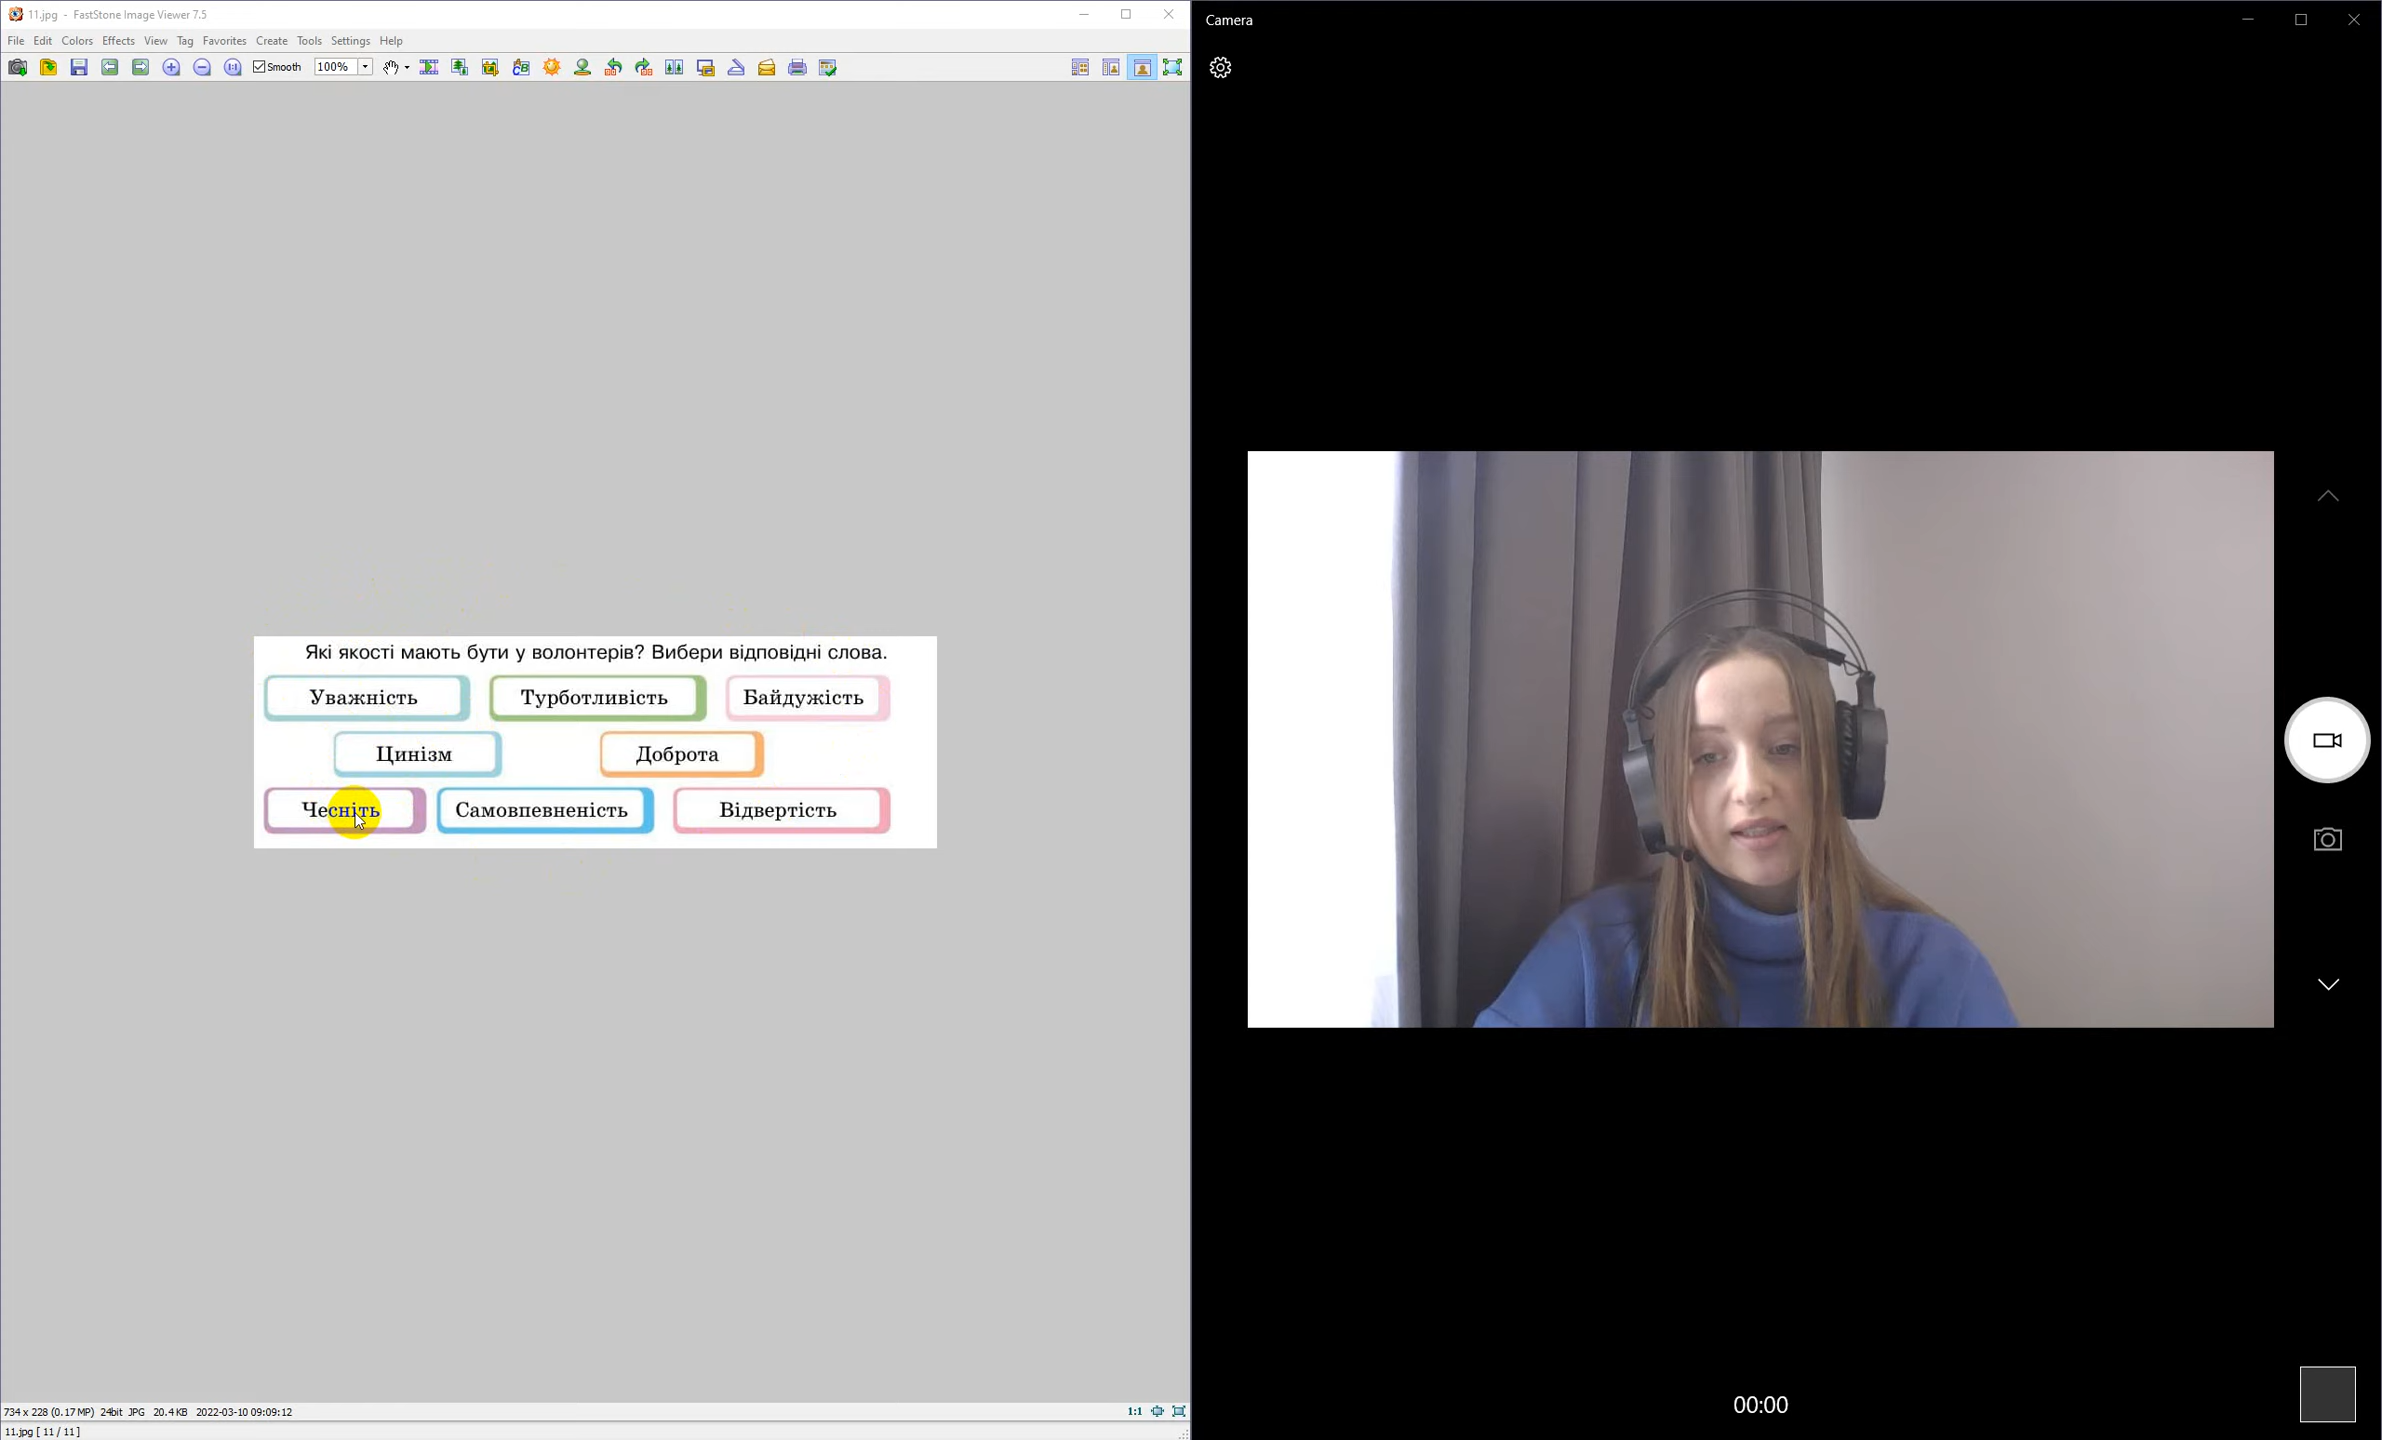 11.jpg - FastStone Image Viewer 7.5
File Edit Colors Effects View Tag Favorites Create Tools Settings Help
Smooth 100%
Які якості мають бути у волонтерів? Вибери відповідні слова.
Уважність Турботливість Байдужість
Цинізм Доброта
Чесніть Самовпевненість Відвертість
734 x 228 (0.17 MP) 24bit JPG 20.4 KB 2022-03-10 09:09:12
1:1
11.jpg [ 11 / 11 ]
Camera
00:00